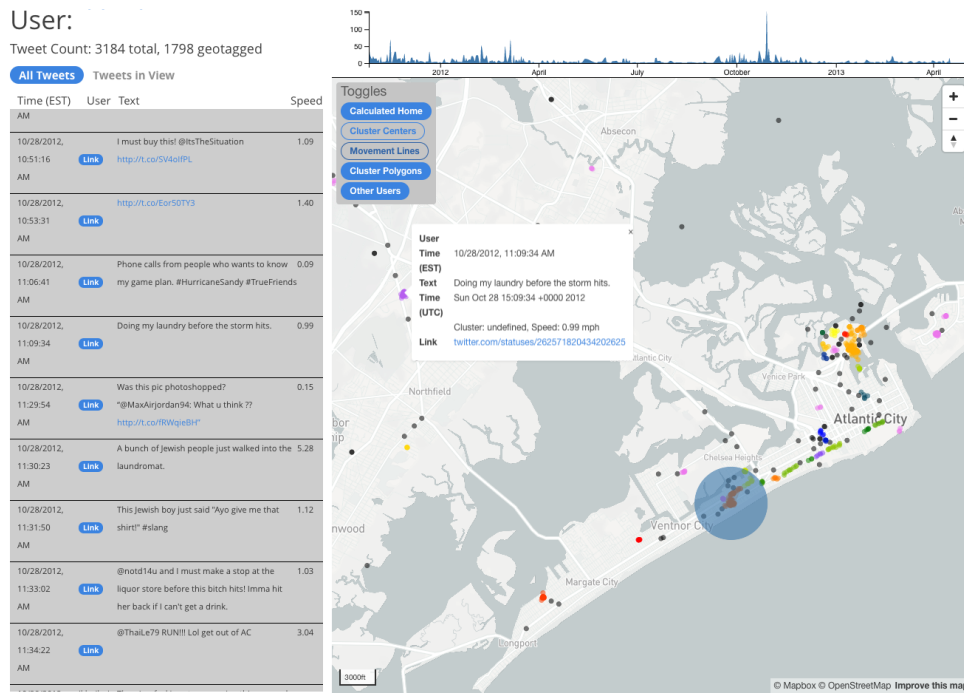 User:
Tweet Count: 3184 total, 1798 geotagged
All Tweets Tweets in View
Time (EST) User Text Speed
AM
10/28/2012, I must buy this! @ItsTheSituation 1.09
10:51:16 Link http://t.co/SV4oIfPL
AM
10/28/2012, http://t.co/Eor50TY3 1.40
10:53:31 Link
AM
10/28/2012, Phone calls from people who wants to know 0.09
11:06:41 Link my game plan. #HurricaneSandy #TrueFriends
AM
10/28/2012, Doing my laundry before the storm hits. 0.99
11:09:34 Link
AM
10/28/2012, Was this pic photoshopped? 0.15
11:29:54 Link "@MaxAirjordan94: What u think ??
AM http://t.co/fRWqieBH"
10/28/2012, A bunch of Jewish people just walked into the 5.28
11:30:23 Link laundromat.
AM
10/28/2012, This Jewish boy just said "Ayo give me that 1.12
11:31:50 Link shirt!" #slang
AM
10/28/2012, @notd14u and I must make a stop at the 1.03
11:33:02 Link liquor store before this bitch hits! Imma hit
AM her back if I can't get a drink.
10/28/2012, @ThaiLe79 RUN!!! Lol get out of AC 3.04
11:34:22 Link
AM
150
100
50
0
2012 April July October 2013 April
Toggles
Calculated Home
Cluster Centers
Movement Lines
Cluster Polygons
Other Users
+
−
Absecon
Ab
×
User
Time 10/28/2012, 11:09:34 AM
(EST)
Text Doing my laundry before the storm hits.
Time Sun Oct 28 15:09:34 +0000 2012
(UTC)
Cluster: undefined, Speed: 0.99 mph
Link twitter.com/statuses/262571820434202625
Atlantic City
Venice Park
Northfield
Atlantic City
Chelsea Heights
Ventnor City
Margate City
Longport
3000ft
© Mapbox © OpenStreetMap Improve this map